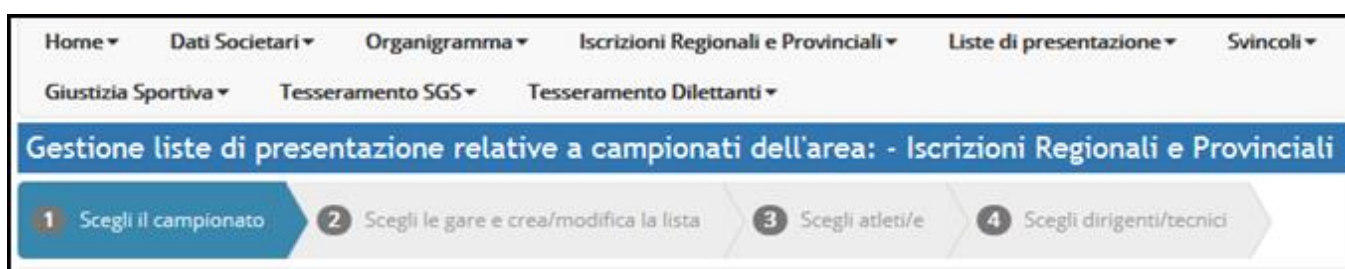 Home Dati Societari Organigramma Iscrizioni Regionali e Provinciali Liste di presentazione Svincoli
Giustizia Sportiva Tesseramento SGS Tesseramento Dilettanti
Gestione liste di presentazione relative a campionati dell'area: - Iscrizioni Regionali e Provinciali
1 Scegli il campionato 2 Scegli le gare e crea/modifica la lista 3 Scegli atleti/e 4 Scegli dirigenti/tecnici